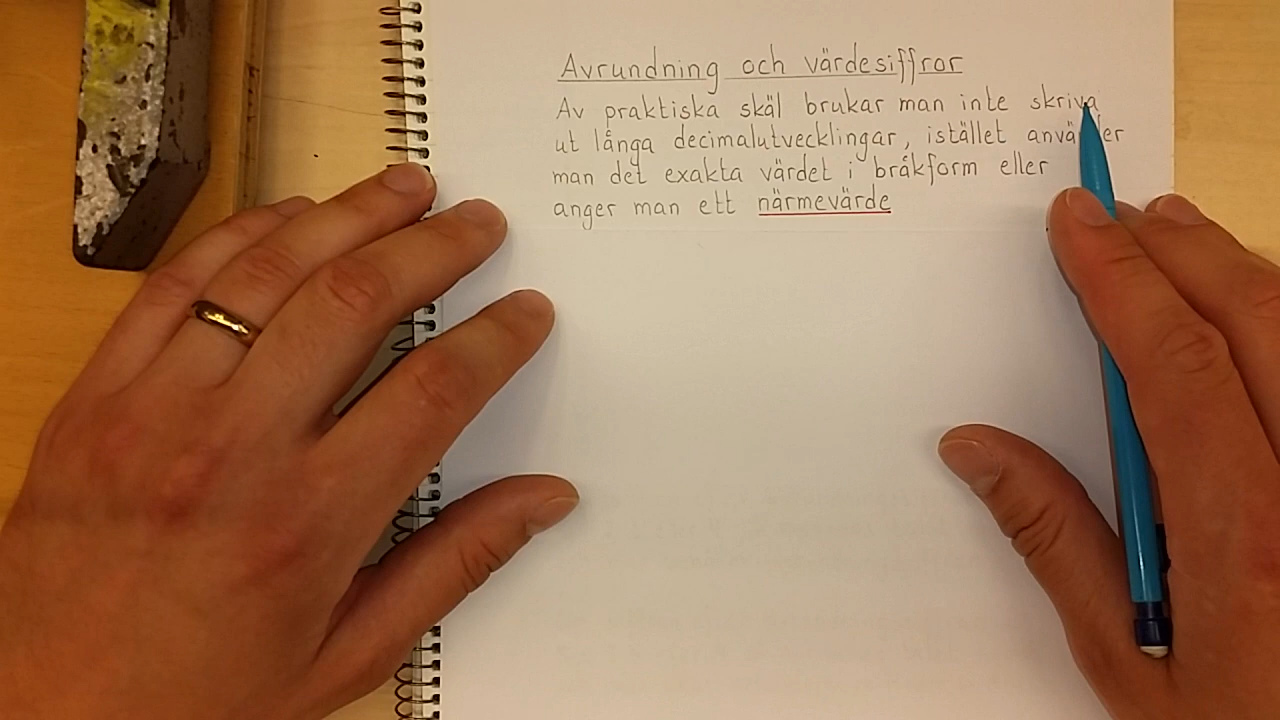 Avrundning och värdesiffror
Av praktiska skäl brukar man inte skriva
ut långa decimalutvecklingar, istället använder
man det exakta värdet i bråkform eller
anger man ett närmevärde